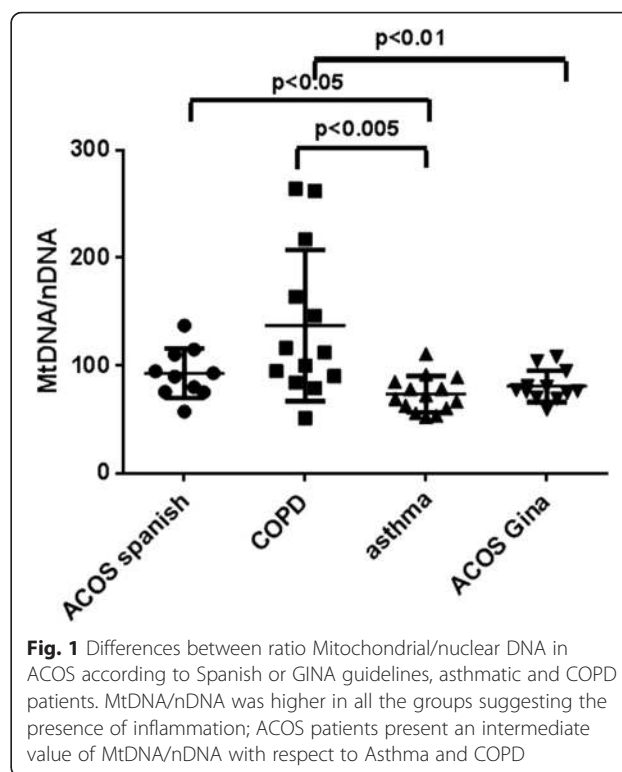 p<0.01
p<0.05
p<0.005
300
200
100
0
MtDNA/nDNA
ACOS spanish
COPD
asthma
ACOS Gina
Fig. 1 Differences between ratio Mitochondrial/nuclear DNA in
ACOS according to Spanish or GINA guidelines, asthmatic and COPD
patients. MtDNA/nDNA was higher in all the groups suggesting the
presence of inflammation; ACOS patients present an intermediate
value of MtDNA/nDNA with respect to Asthma and COPD